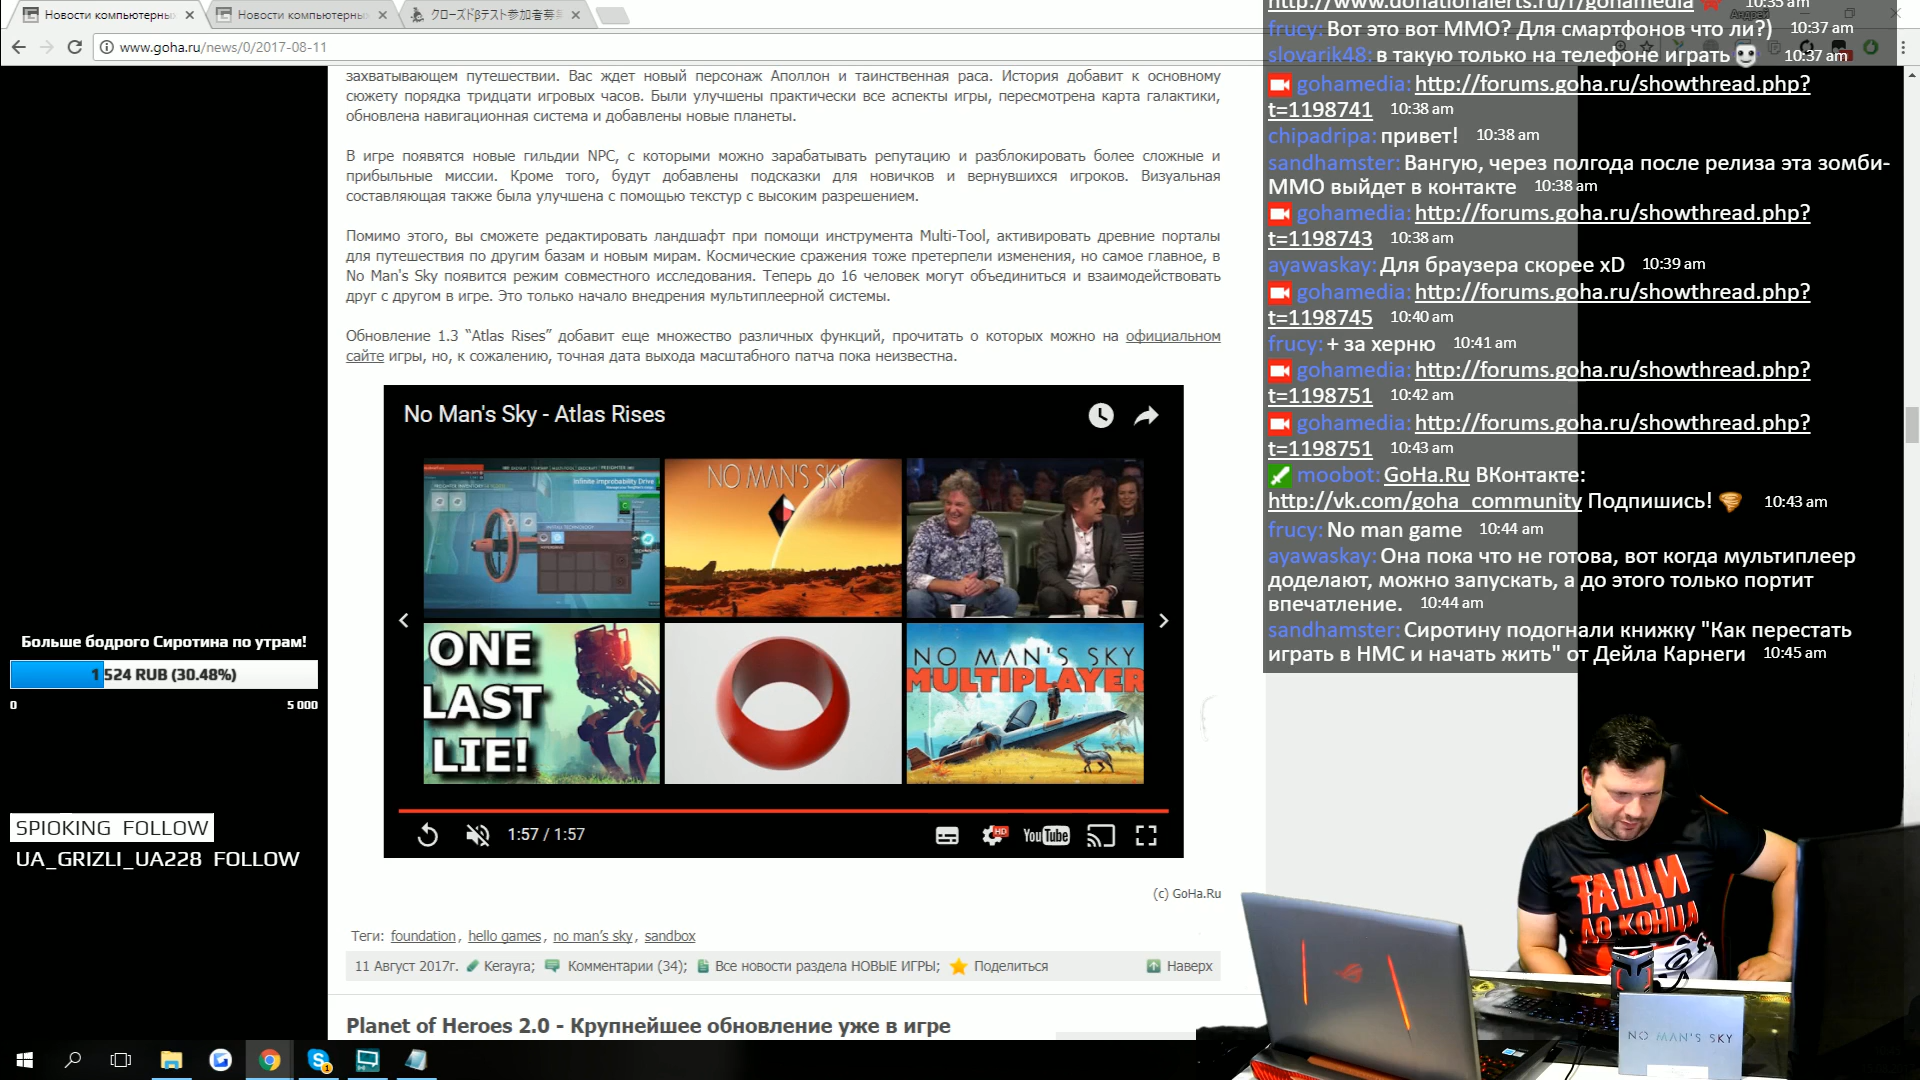 Новости компьютерны
Новости компьютерны
クローズドβテスト参加者募
www.goha.ru/news/0/2017-08-11
захватывающем путешествии. Вас ждет новый персонаж Аполлон и таинственная раса. История добавит к основному
сюжету порядка тридцати игровых часов. Были улучшены практически все аспекты игры, пересмотрена карта галактики,
обновлена навигационная система и добавлены новые планеты.
В игре появятся новые гильдии NPC, с которыми можно зарабатывать репутацию и разблокировать более сложные и
прибыльные миссии. Кроме того, будут добавлены подсказки для новичков и вернувшихся игроков. Визуальная
составляющая также была улучшена с помощью текстур с высоким разрешением.
Помимо этого, вы сможете редактировать ландшафт при помощи инструмента Multi-Tool, активировать древние порталы
для путешествия по другим базам и новым мирам. Космические сражения тоже претерпели изменения, но самое главное, в
No Man's Sky появится режим совместного исследования. Теперь до 16 человек могут объединиться и взаимодействовать
друг с другом в игре. Это только начало внедрения мультиплеерной системы.
Обновление 1.3 “Atlas Rises” добавит еще множество различных функций, прочитать о которых можно на официальном
сайте игры, но, к сожалению, точная дата выхода масштабного патча пока неизвестна.
No Man's Sky - Atlas Rises
Infinite Improbability Drive
NO MAN'S SKY
ONE
LAST
LIE!
NO MAN'S SKY
MULTIPLAYER
1:57 / 1:57
HD
YouTube
(c) GoHa.Ru
Теги: foundation, hello games, no man's sky, sandbox
11 Август 2017г. Kerayra; Комментарии (34); Все новости раздела НОВЫЕ ИГРЫ; Поделиться Наверх
Planet of Heroes 2.0 - Крупнейшее обновление уже в игре
Больше бодрого Сиротина по утрам!
1 524 RUB (30.48%)
0 5 000
SPIOKING FOLLOW
UA_GRIZLI_UA228 FOLLOW
http://www.donationalerts.ru/r/gohamedia 10:35 am
frucy: Вот это вот ММО? Для смартфонов что ли?) 10:37 am
slovarik48: в такую только на телефоне играть 10:37 am
gohamedia: http://forums.goha.ru/showthread.php?
t=1198741 10:38 am
chipadripa: привет! 10:38 am
sandhamster: Вангую, через полгода после релиза эта зомби-
ММО выйдет в контакте 10:38 am
gohamedia: http://forums.goha.ru/showthread.php?
t=1198743 10:38 am
ayawaskay: Для браузера скорее xD 10:39 am
gohamedia: http://forums.goha.ru/showthread.php?
t=1198745 10:40 am
frucy: + за херню 10:41 am
gohamedia: http://forums.goha.ru/showthread.php?
t=1198751 10:42 am
gohamedia: http://forums.goha.ru/showthread.php?
t=1198751 10:43 am
moobot: GoHa.Ru ВКонтакте:
http://vk.com/goha_community Подпишись! 10:43 am
frucy: No man game 10:44 am
ayawaskay: Она пока что не готова, вот когда мультиплеер
доделают, можно запускать, а до этого только портит
впечатление. 10:44 am
sandhamster: Сиротину подогнали книжку "Как перестать
играть в НМС и начать жить" от Дейла Карнеги 10:45 am
ТАЩИ
ДО КОНЦА
NO MAN'S SKY